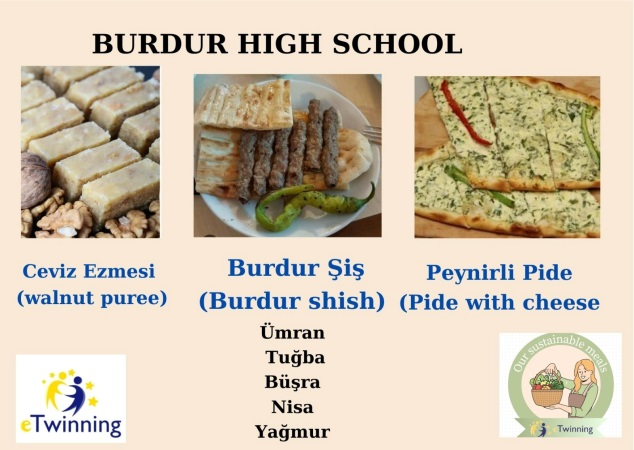 BURDUR HIGH SCHOOL
Ceviz Ezmesi
(walnut puree)
Burdur Şiş
(Burdur shish)
Peynirli Pide
(Pide with cheese
Ümran
Tuğba
Büşra
Nisa
Yağmur
eTwinning
Our sustainable meals
eTwinning